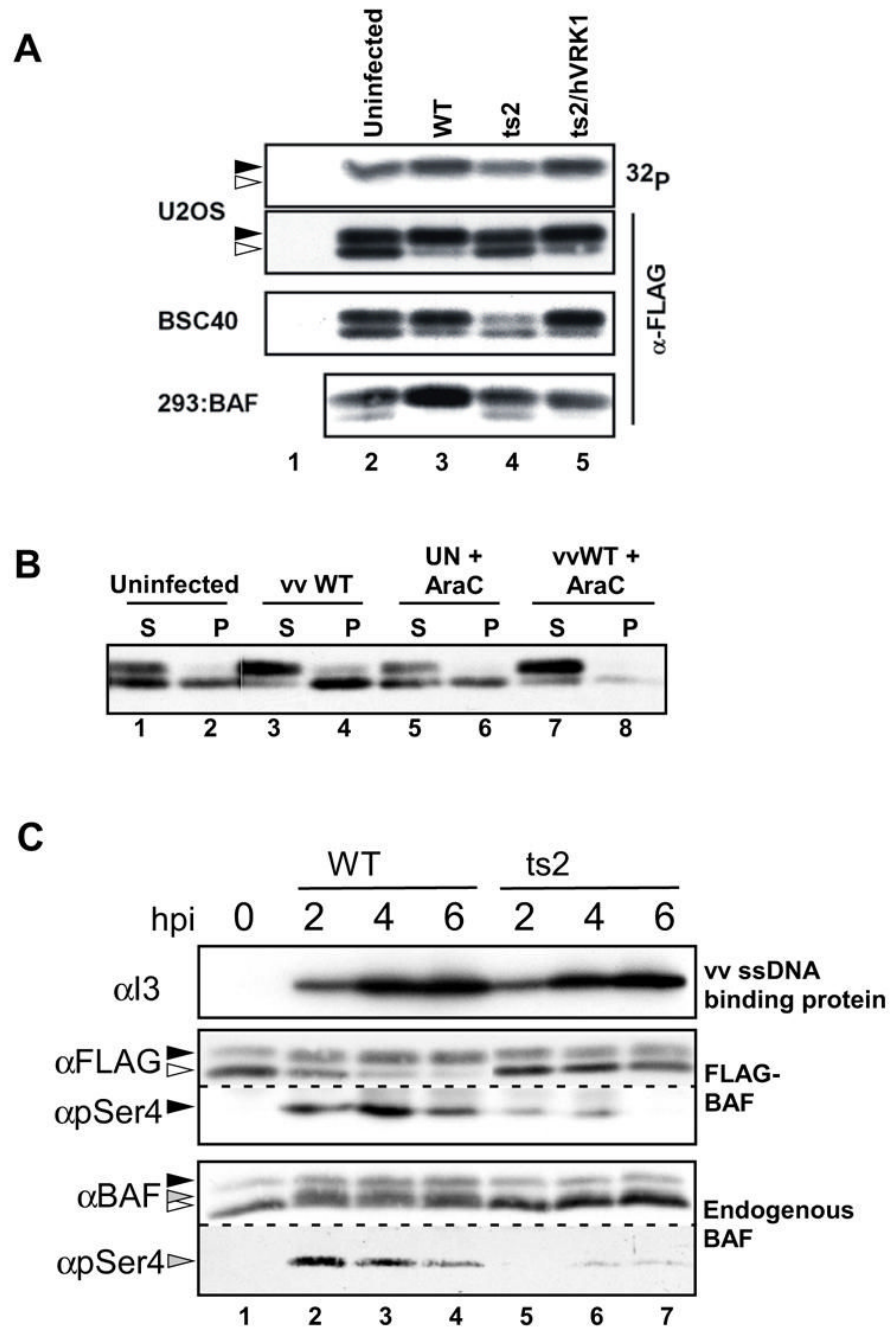 A
Uninfected WT ts2 ts2/hVRK1
32P
U2OS
BSC40
293:BAF
α-FLAG
1 2 3 4 5
B
Uninfected vv WT UN + AraC vvWT + AraC
S P S P S P S P
1 2 3 4 5 6 7 8
C
WT ts2
hpi 0 2 4 6 2 4 6
αI3
vv ssDNA
binding protein
αFLAG
αpSer4
FLAG-
BAF
αBAF
αpSer4
Endogenous
BAF
1 2 3 4 5 6 7